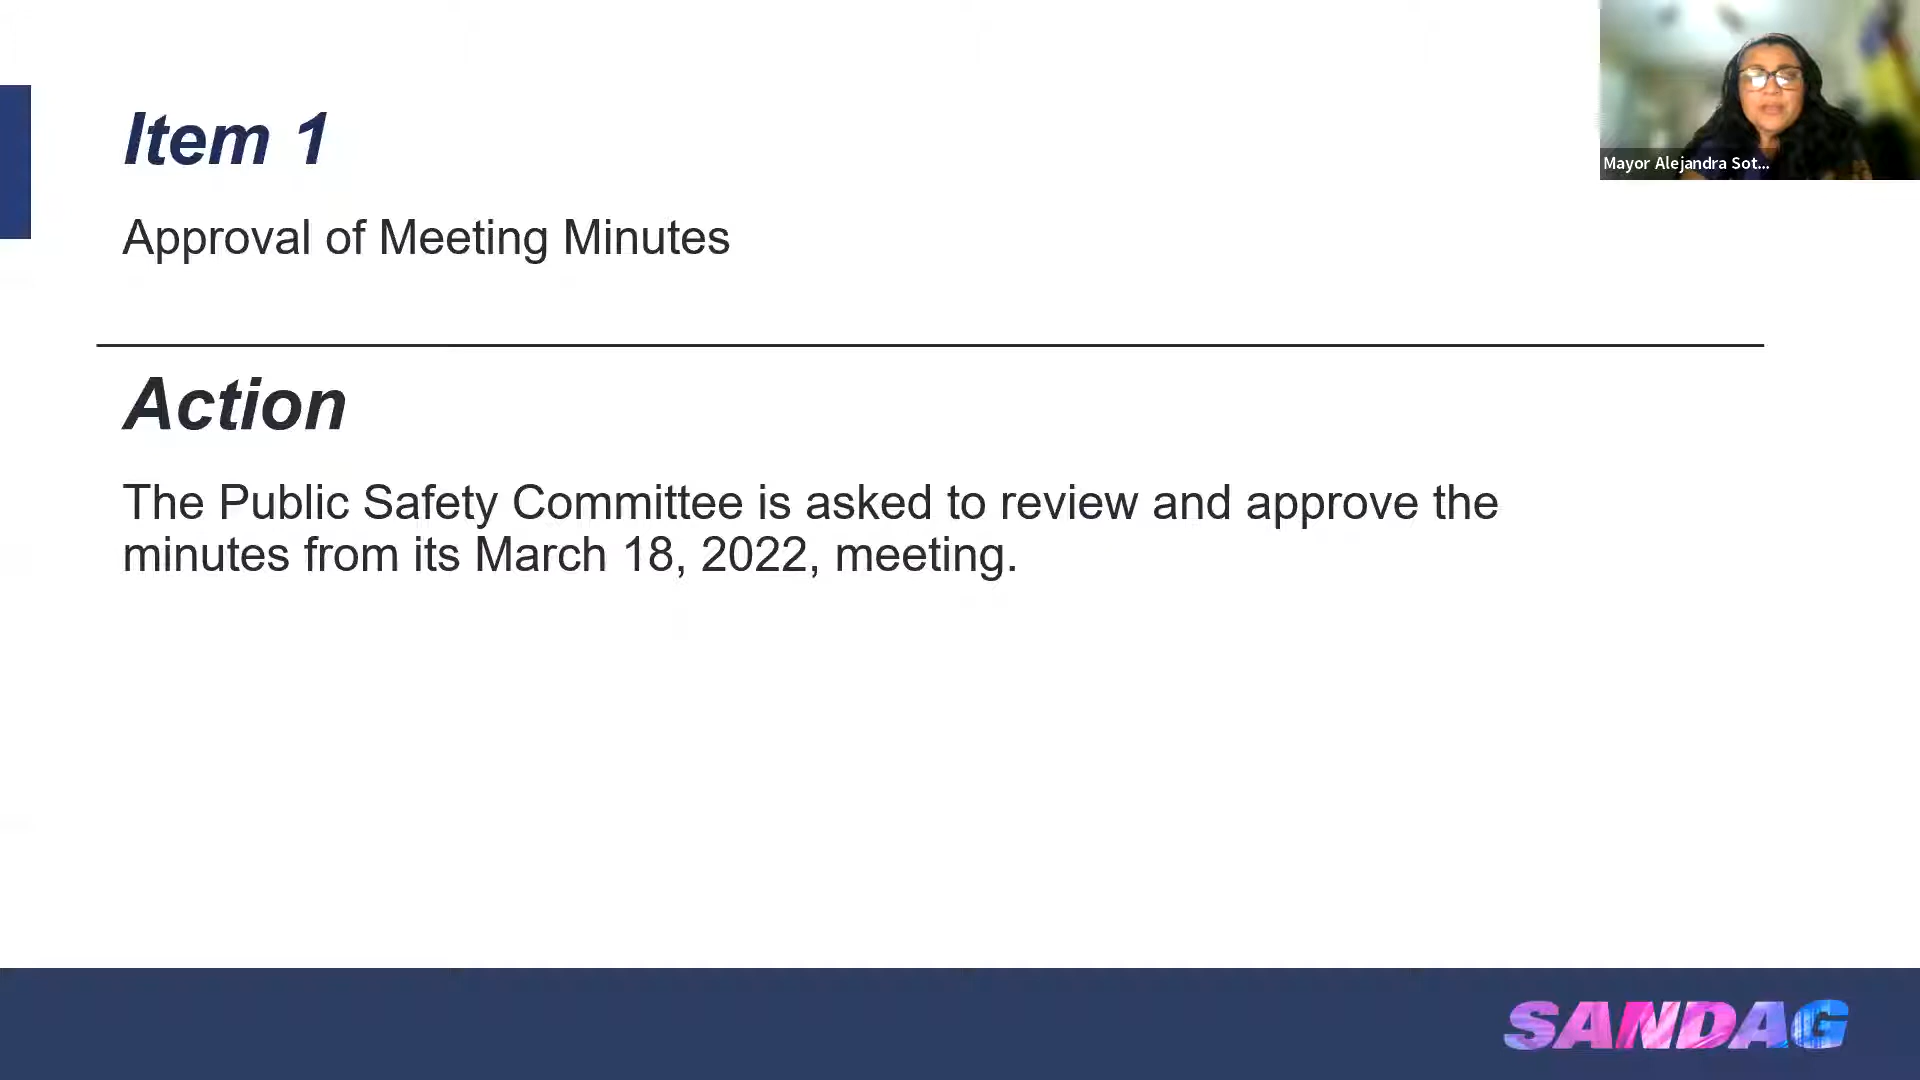 Item 1
Approval of Meeting Minutes
Action
The Public Safety Committee is asked to review and approve the
minutes from its March 18, 2022, meeting.
Mayor Alejandra Sot...
SANDAG